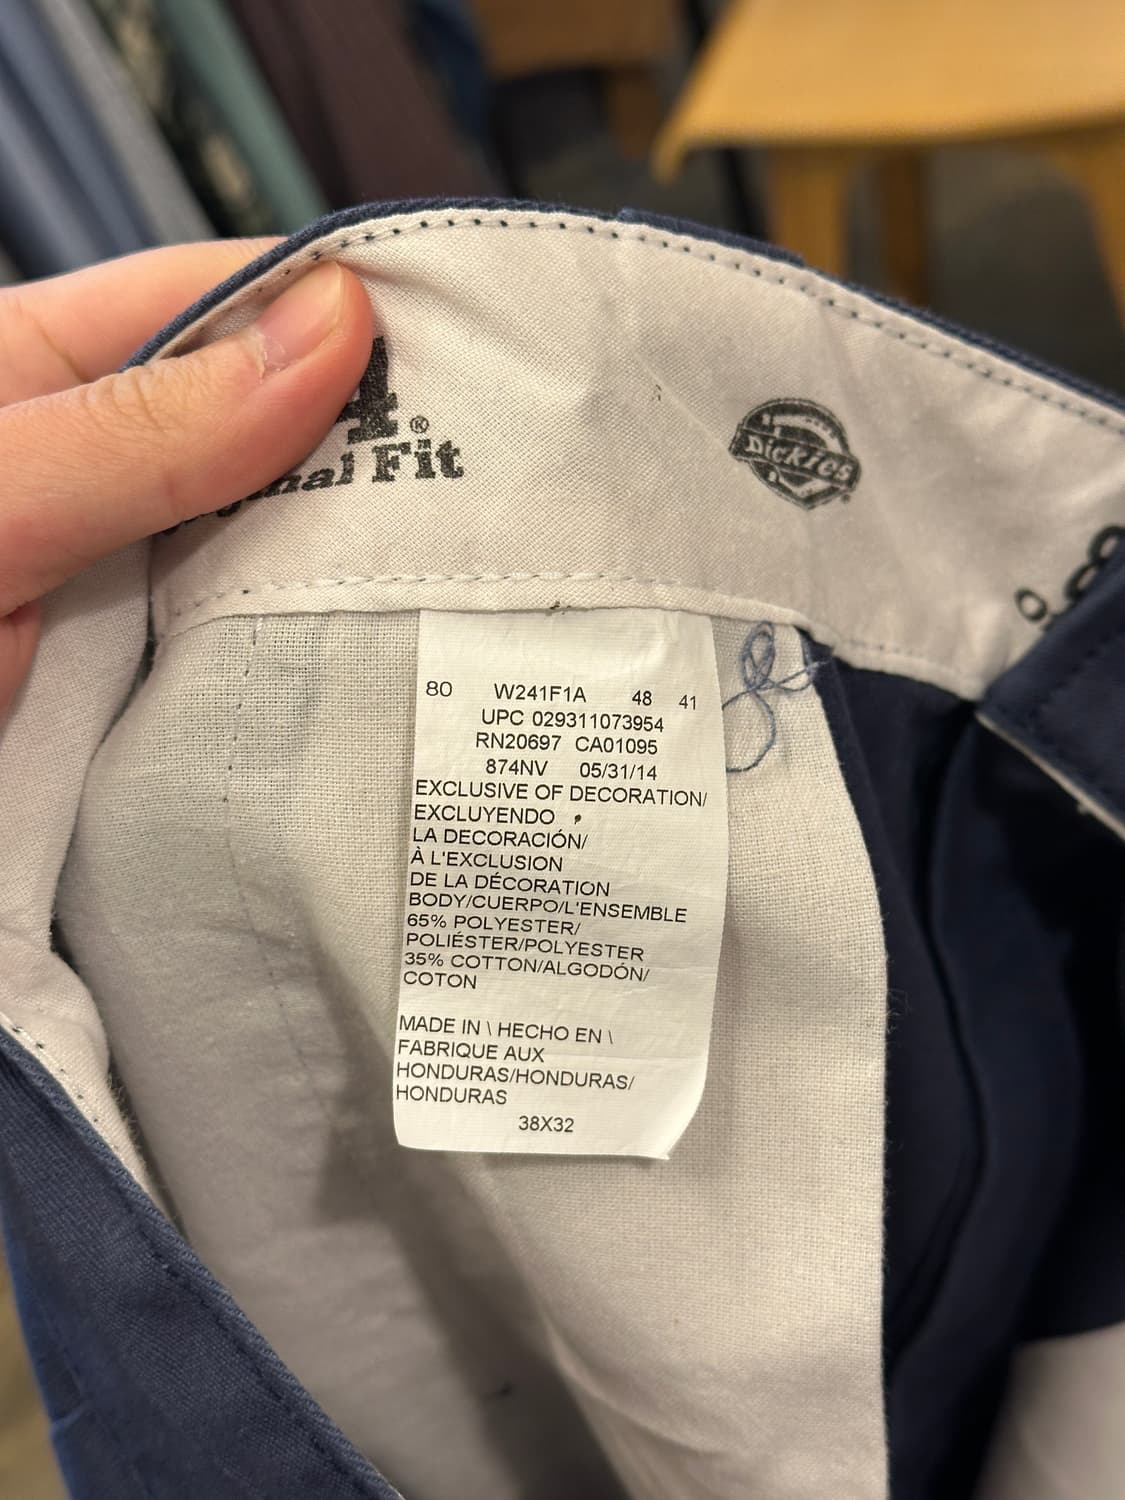 4®
Fit
Dickies
80 W241F1A 48 41
UPC 029311073954
RN20697 CA01095
874NV 05/31/14
EXCLUSIVE OF DECORATION/
EXCLUYENDO
LA DECORACIÓN/
À L'EXCLUSION
DE LA DÉCORATION
BODY/CUERPO/L'ENSEMBLE
65% POLYESTER/
POLIÉSTER/POLYESTER
35% COTTON/ALGODÓN/
COTON
MADE IN \ HECHO EN \
FABRIQUE AUX
HONDURAS/HONDURAS/
HONDURAS
38X32